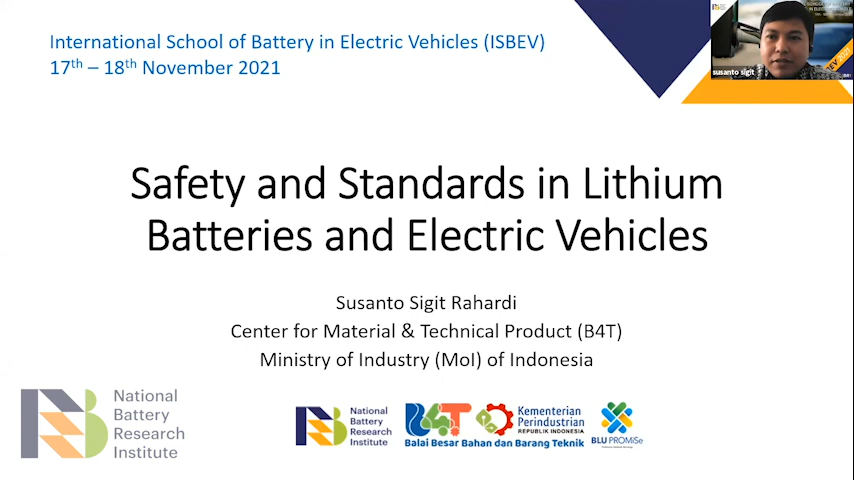 International School of Battery in Electric Vehicles (ISBEV)
17th – 18th November 2021
susanto sigit
2021
Safety and Standards in Lithium
Batteries and Electric Vehicles
Susanto Sigit Rahardi
Center for Material & Technical Product (B4T)
Ministry of Industry (MoI) of Indonesia
National
Battery
Research
Institute
National
Battery
Research
Institute
B4T
Balai Besar Bahan dan Barang Teknik
Kementerian
Perindustrian
REPUBLIK INDONESIA
BLU PROMiSe